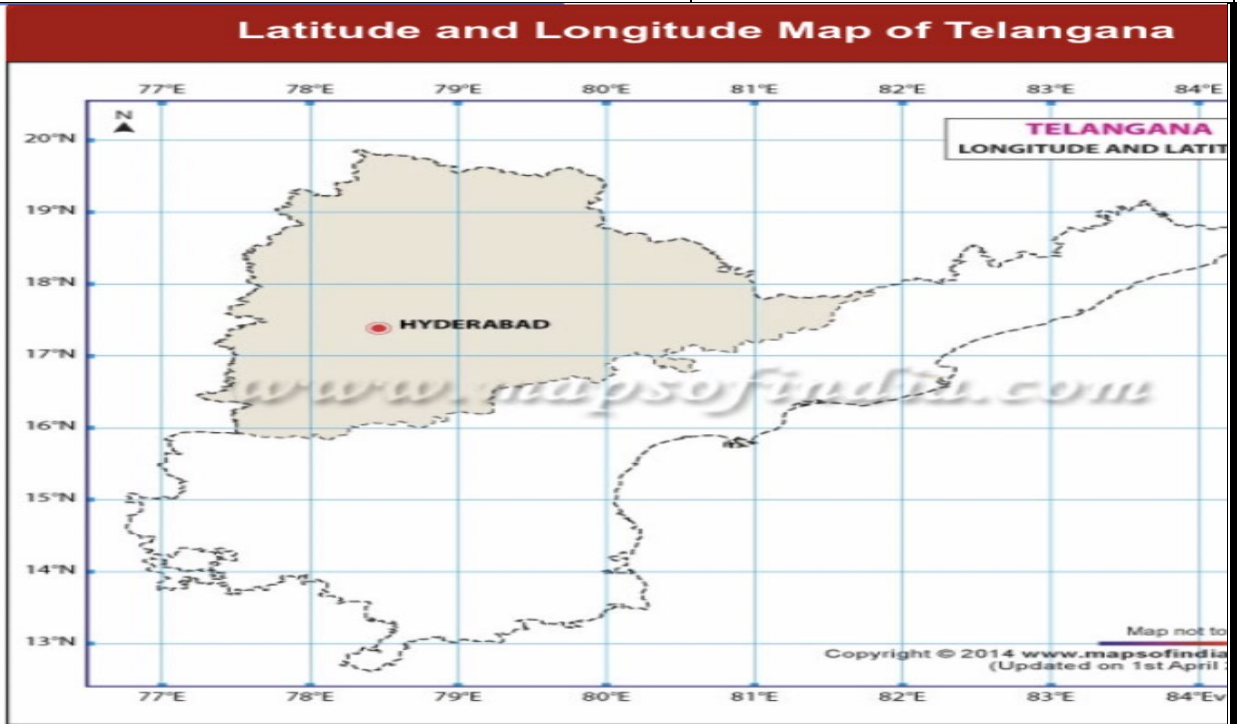 Latitude and Longitude Map of Telangana
77°E 78°E 79°E 80°E 81°E 82°E 83°E 84°E
N
TELANGANA
LONGITUDE AND LATIT
20°N
19°N
18°N
HYDERABAD
17°N
www.mapsofindia.com
16°N
15°N
14°N
13°N
Map not to
Copyright © 2014 www.mapsofindia
(Updated on 1st April
77°E 78°E 79°E 80°E 81°E 82°E 83°E 84°Ev